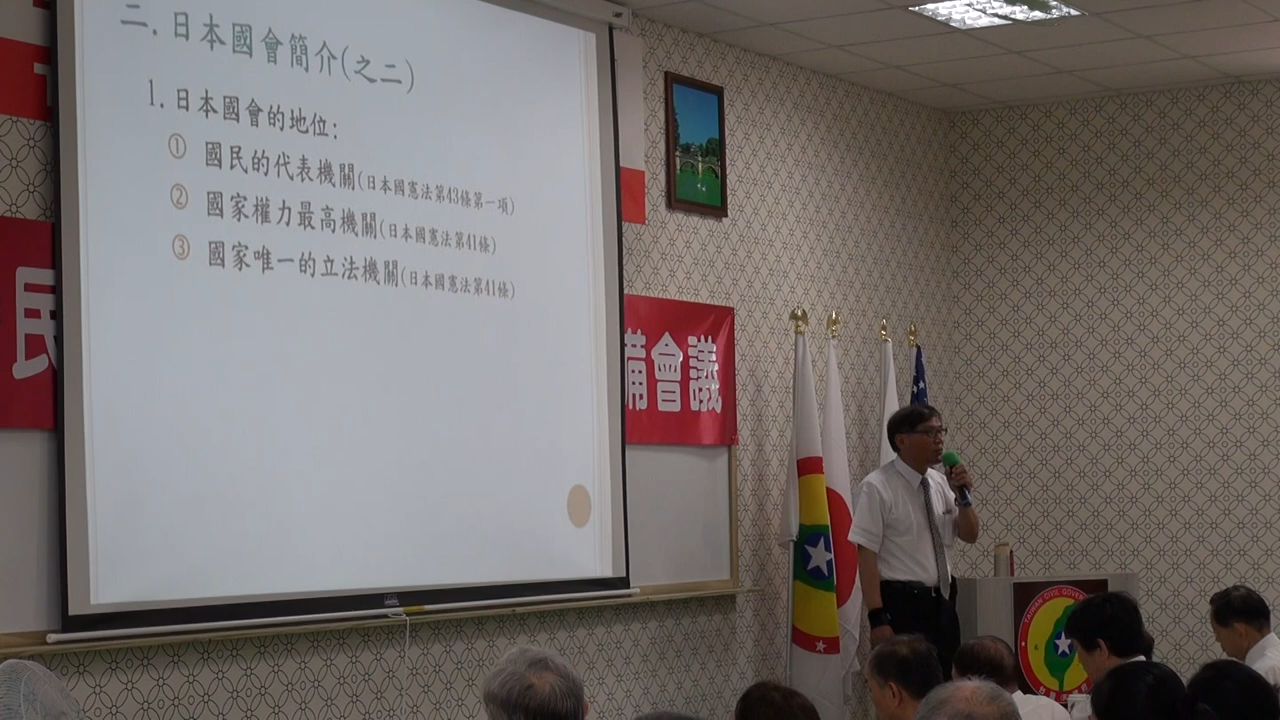 二.日本國會簡介(之二)
1.日本國會的地位:
① 國民的代表機關(日本國憲法第43條第一項)
② 國家權力最高機關(日本國憲法第41條)
③ 國家唯一的立法機關(日本國憲法第41條)
民
備會議
TAIWAN CIVIL GOVERN